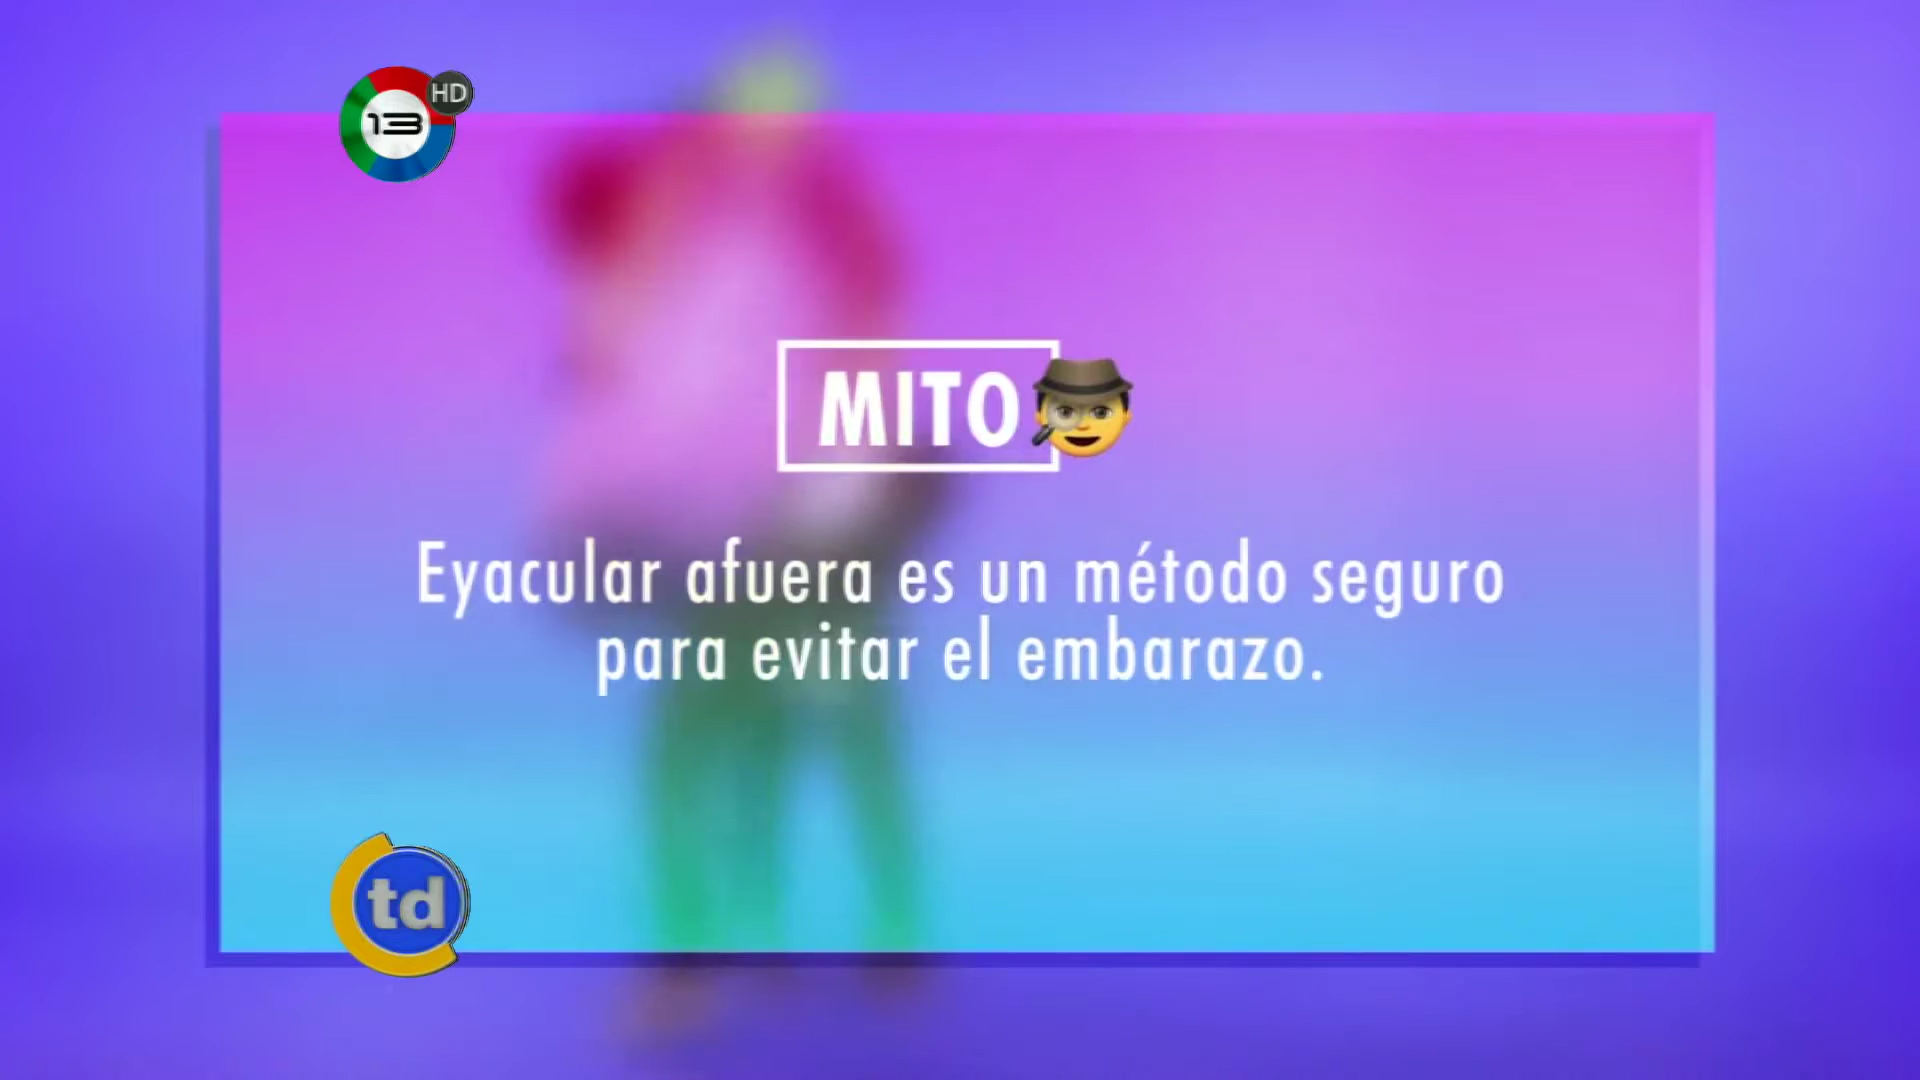 13 HD
MITO
Eyacular afuera es un método seguro
para evitar el embarazo.
td